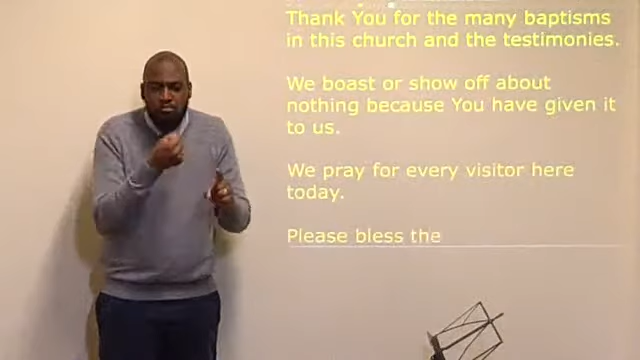 Thank You for the many baptisms
in this church and the testimonies.
We boast or show off about
nothing because You have given it
to us.
We pray for every visitor here
today.
Please bless the